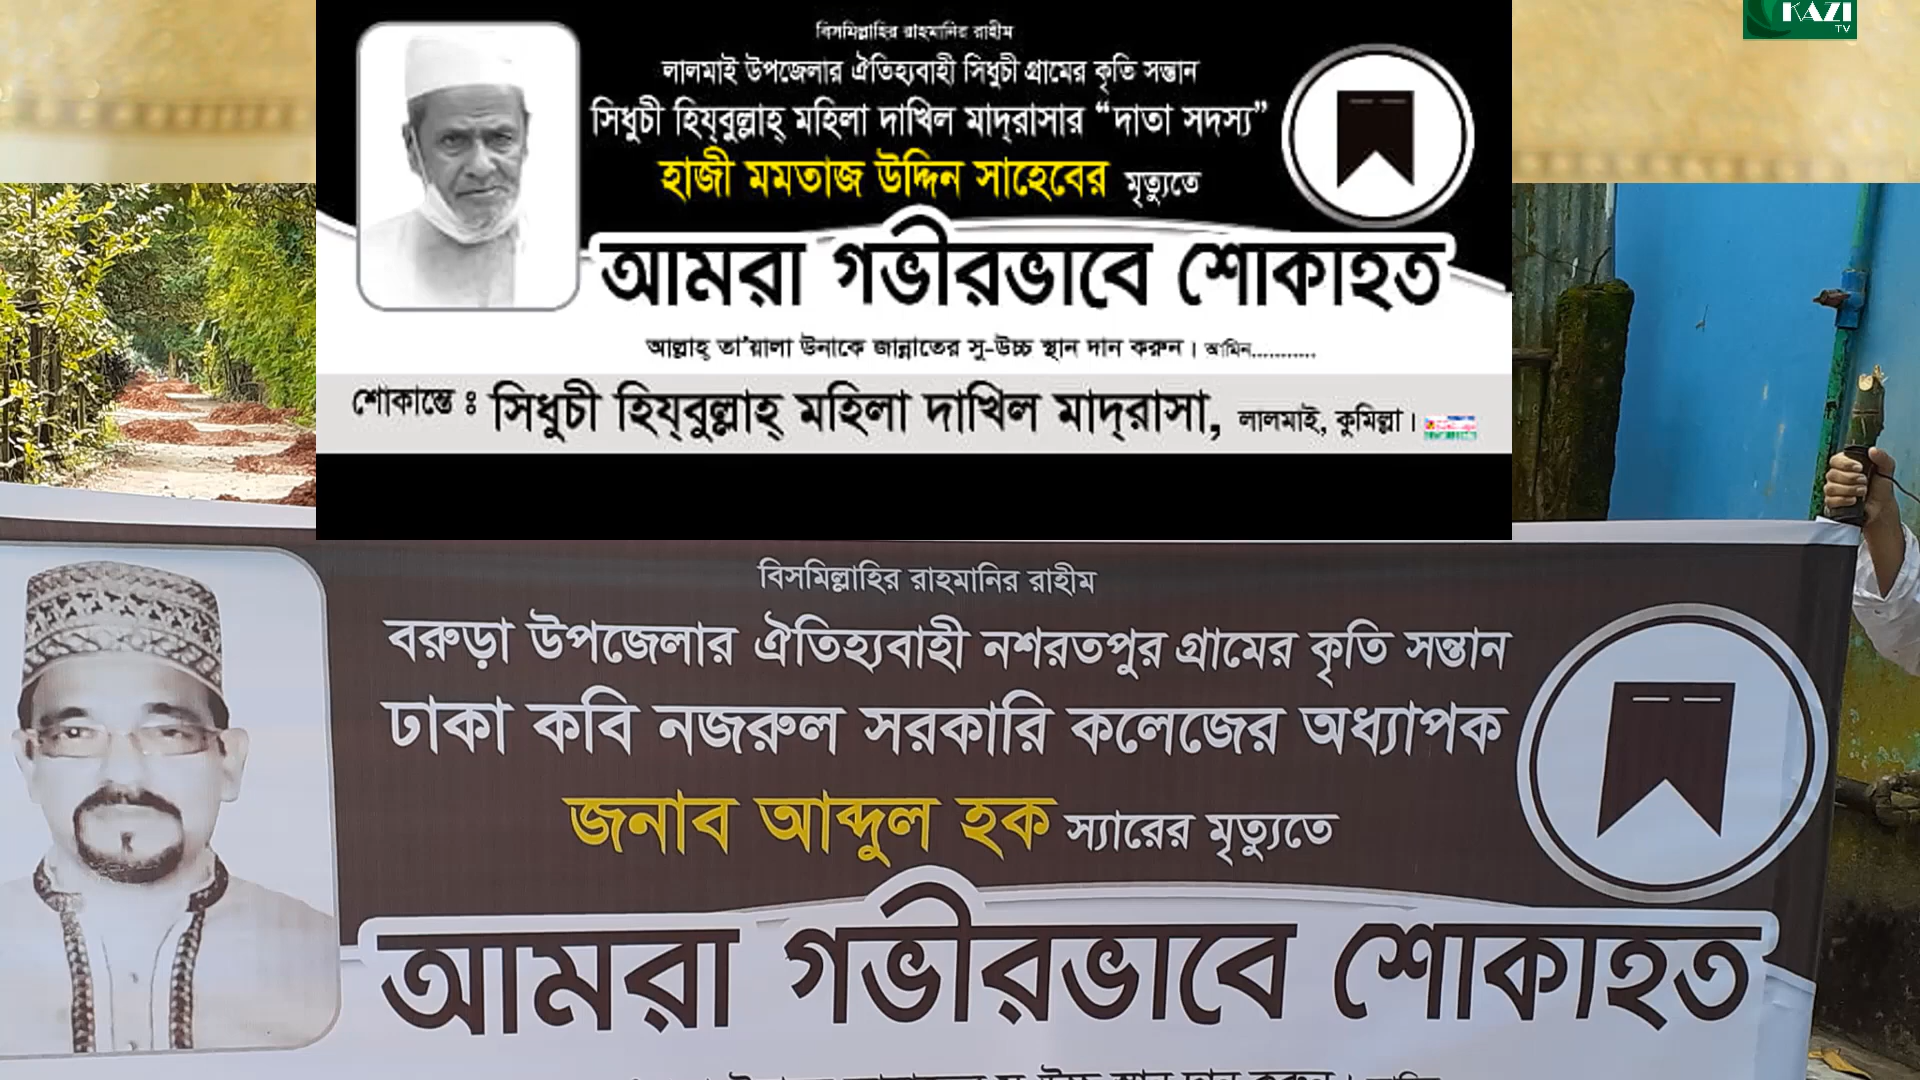 KAZI
TV
বিসমিল্লাহির রাহমানির রাহীম
লালমাই উপজেলার ঐতিহ্যবাহী সিধুচী গ্রামের কৃতি সন্তান
সিধুচী হিয্‌বুল্লাহ্ মহিলা দাখিল মাদ্‌রাসার “দাতা সদস্য”
হাজী মমতাজ উদ্দিন সাহেবের মৃত্যুতে
আমরা গভীরভাবে শোকাহত
আল্লাহ্ তা’য়ালা উনাকে জান্নাতের সু-উচ্চ স্থান দান করুন। আমিন...........
শোকান্তে ঃ সিধুচী হিয্‌বুল্লাহ্ মহিলা দাখিল মাদ্‌রাসা, লালমাই, কুমিল্লা।
বিসমিল্লাহির রাহমানির রাহীম
বরুড়া উপজেলার ঐতিহ্যবাহী নশরতপুর গ্রামের কৃতি সন্তান
ঢাকা কবি নজরুল সরকারি কলেজের অধ্যাপক
জনাব আব্দুল হক স্যারের মৃত্যুতে
আমরা গভীরভাবে শোকাহত